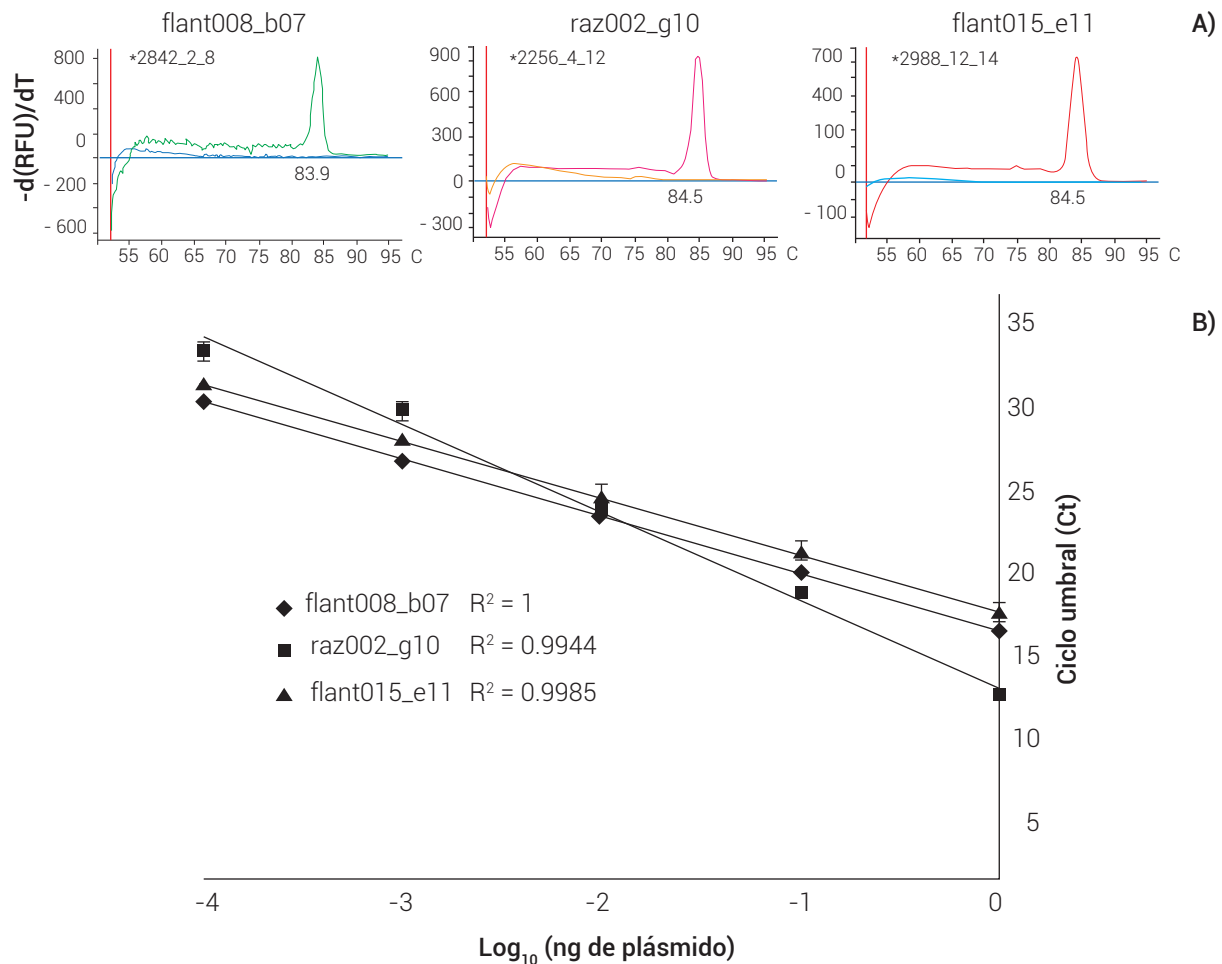 flant008_b07 raz002_g10 flant015_e11 A)
-d(RFU)/dT
*2842_2_8
800
400
0
- 200
- 600
83.9
55 60 65 70 75 80 85 90 95 C
*2256_4_12
900
600
300
0
- 300
84.5
55 60 65 70 75 80 85 90 95 C
*2988_12_14
700
400
100
0
- 100
84.5
55 60 65 70 75 85 90 95 C
B)
35
30
25
20
15
10
5
Ciclo umbral (Ct)
flant008_b07 R² = 1
raz002_g10 R² = 0.9944
flant015_e11 R² = 0.9985
-4 -3 -2 -1 0
Log₁₀ (ng de plásmido)